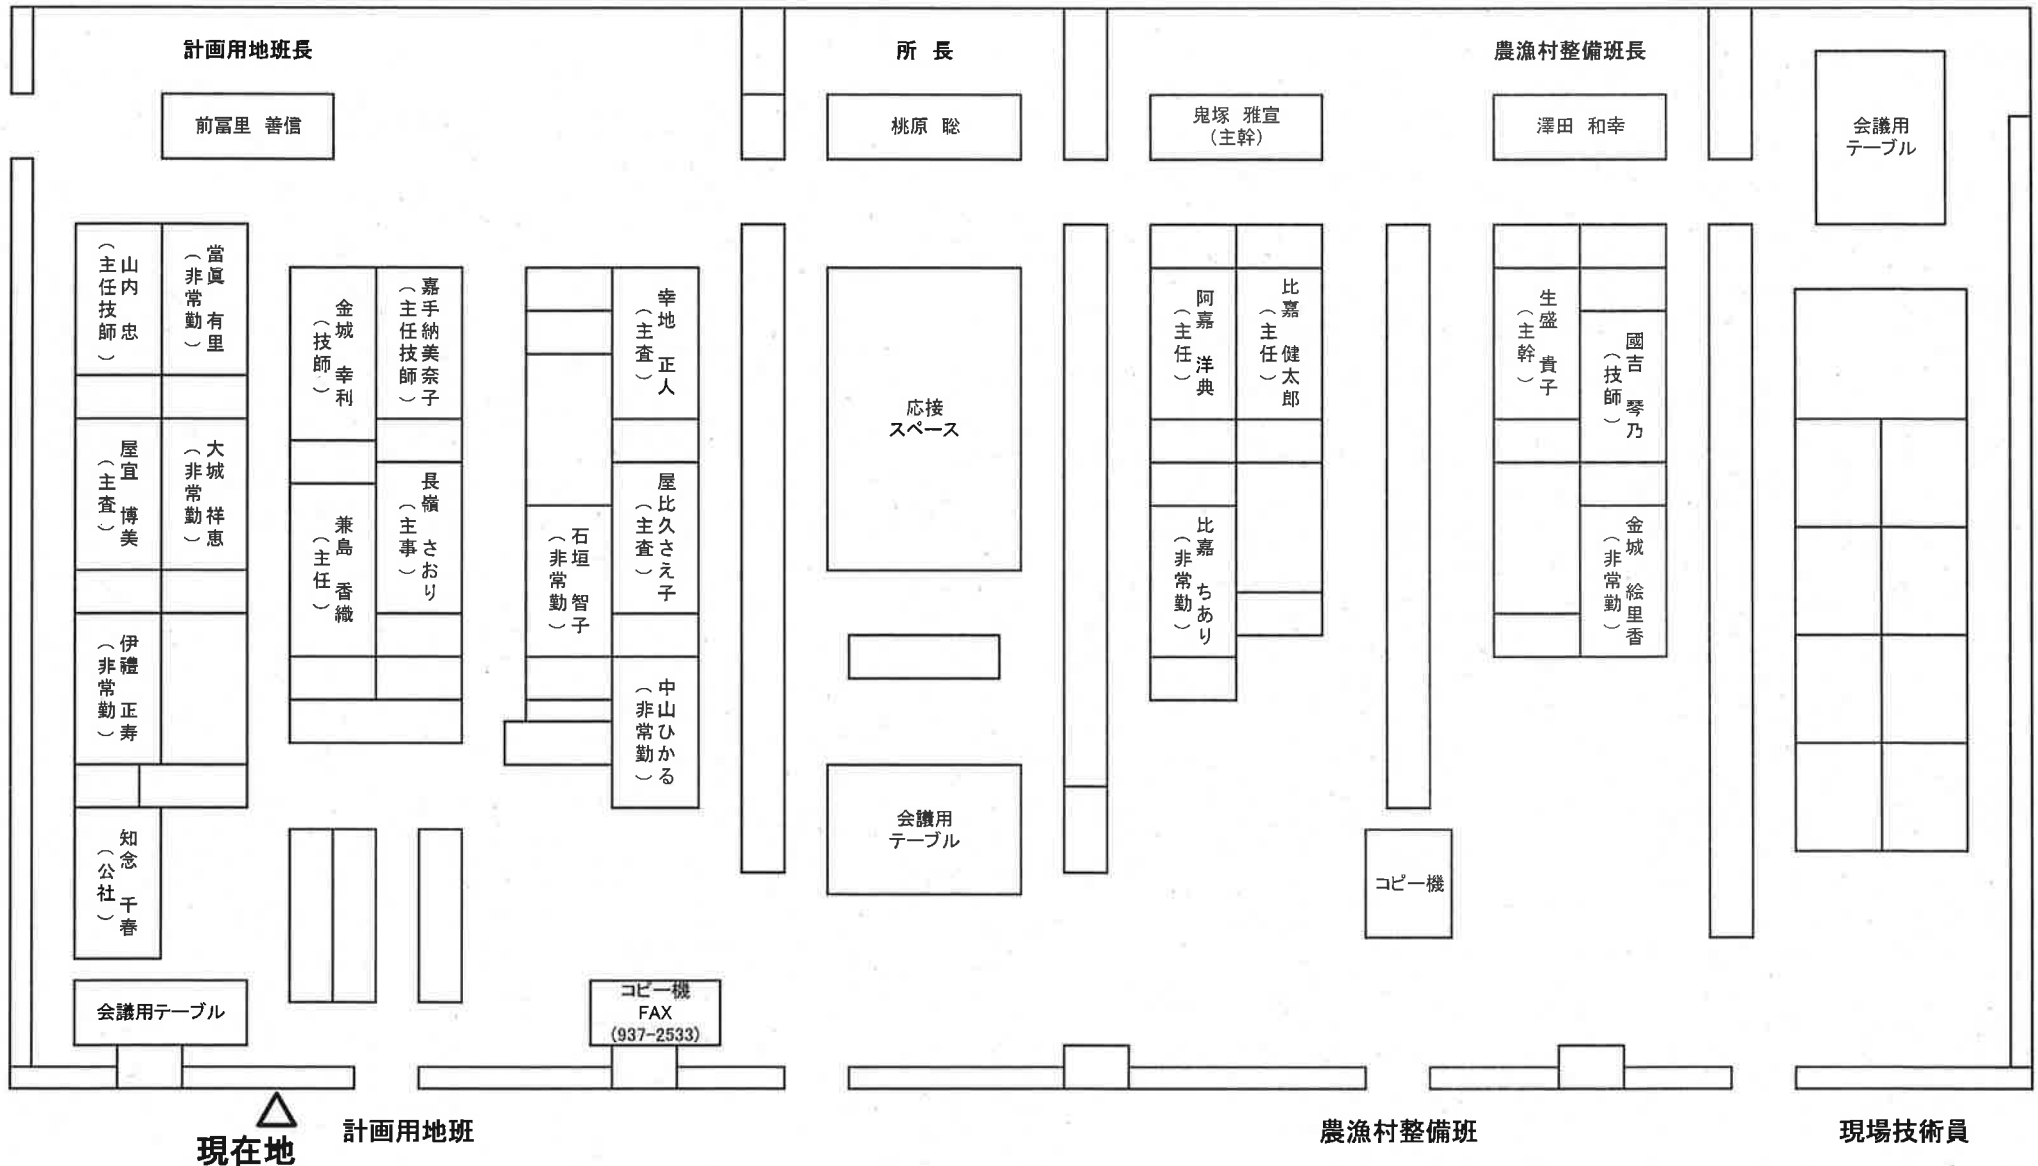 計画用地班長
所 長
農漁村整備班長
前冨里 善信
桃原 聡
鬼塚 雅宣
(主幹)
澤田 和幸
会議用
テーブル
山内 忠
(主任技師)
當眞 有里
(非常勤)
金城 幸利
(技師)
嘉手納美奈子
(主任技師)
幸地 正人
(主査)
応接
スペース
阿嘉 洋典
(主任)
比嘉 健太郎
(主任)
生盛 貴子
(主幹)
國吉 琴乃
(技師)
屋宜 博美
(主査)
大城 祥恵
(非常勤)
兼島 香織
(主任)
長嶺 さおり
(主事)
石垣 智子
(非常勤)
屋比久さえ子
(主査)
比嘉 ちあり
(非常勤)
金城 絵里香
(非常勤)
伊禮 正寿
(非常勤)
中山ひかる
(非常勤)
会議用
テーブル
知念 千春
(公社)
コピー機
会議用テーブル
コピー機
FAX
(937-2533)
現在地
計画用地班
農漁村整備班
現場技術員